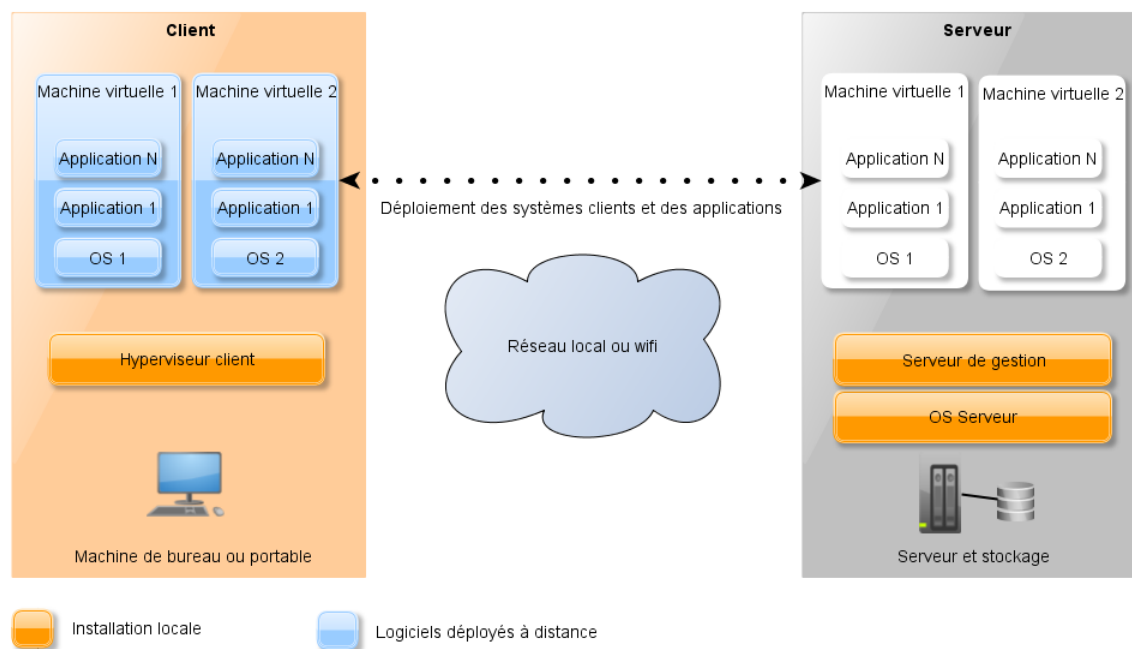 Client
Machine virtuelle 1
Application N
Application 1
OS 1
Machine virtuelle 2
Application N
Application 1
OS 2
Hyperviseur client
Machine de bureau ou portable
Déploiement des systèmes clients et des applications
Réseau local ou wifi
Serveur
Machine virtuelle 1
Application N
Application 1
OS 1
Machine virtuelle 2
Application N
Application 1
OS 2
Serveur de gestion
OS Serveur
Serveur et stockage
Installation locale
Logiciels déployés à distance